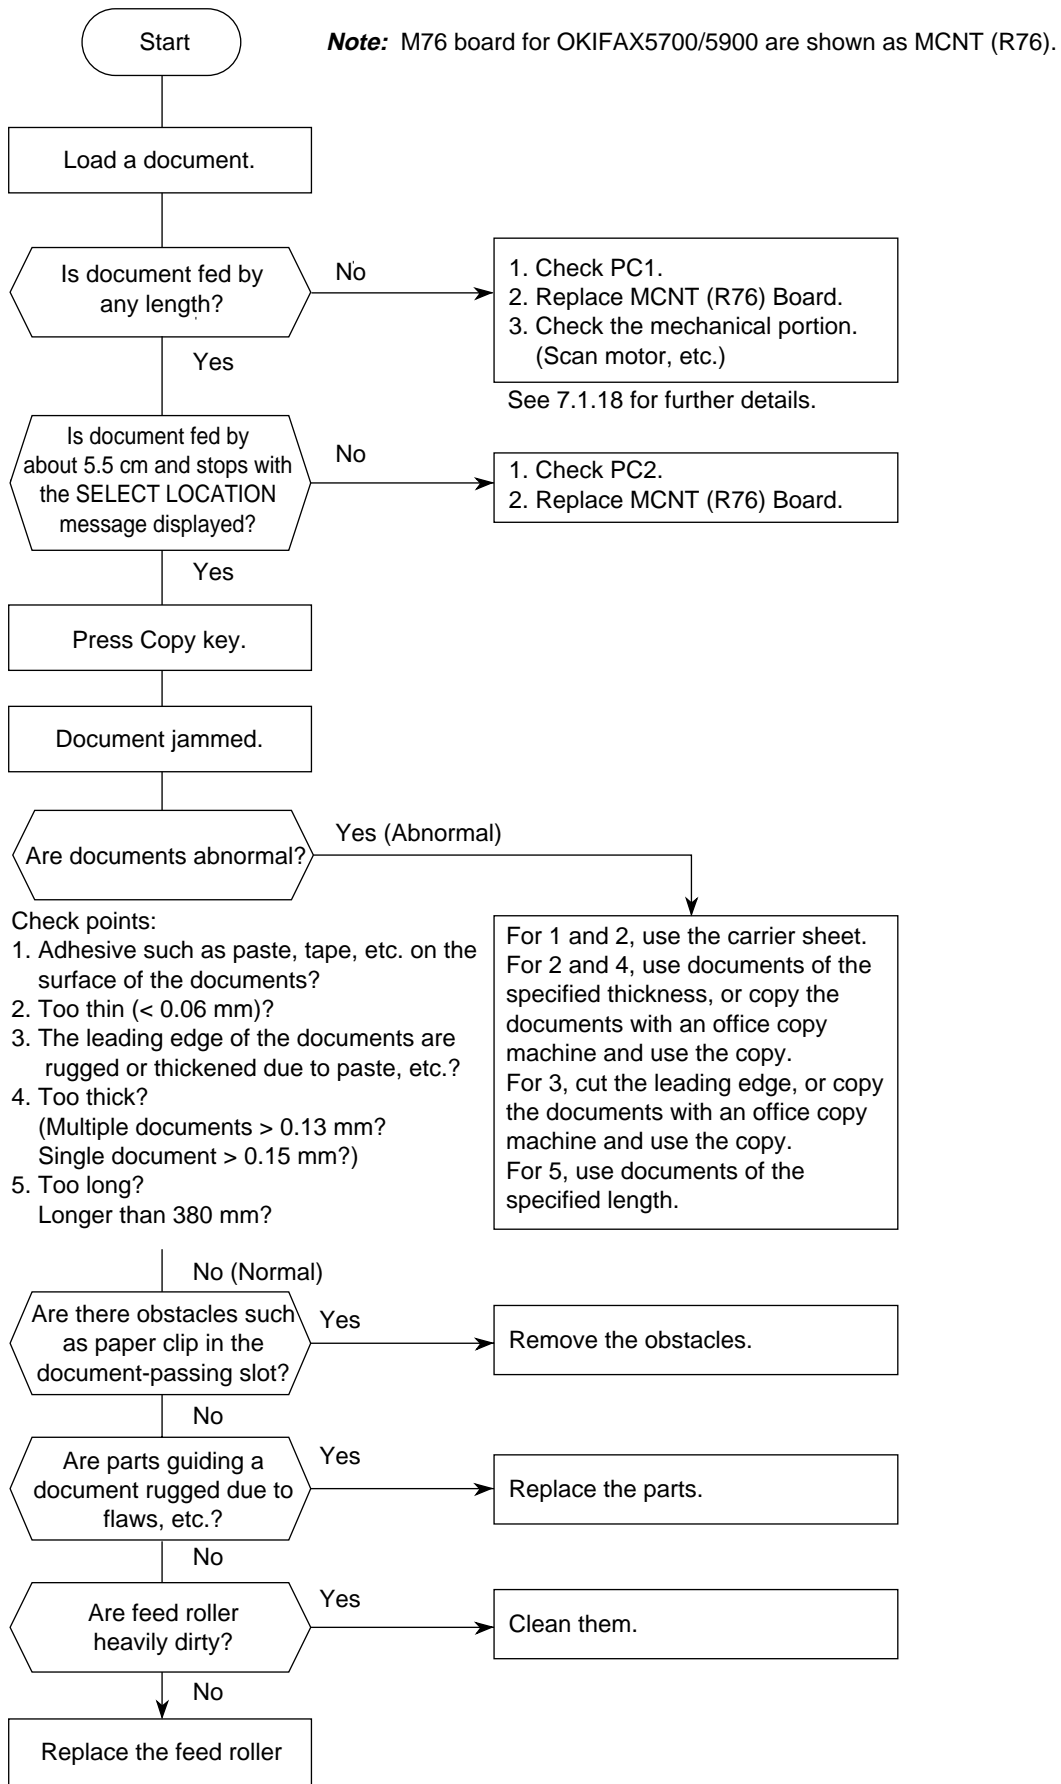 Start
Note: M76 board for OKIFAX5700/5900 are shown as MCNT (R76).
Load a document.
Is document fed by
any length?
No
1. Check PC1.
2. Replace MCNT (R76) Board.
3. Check the mechanical portion.
(Scan motor, etc.)
See 7.1.18 for further details.
Yes
Is document fed by
about 5.5 cm and stops with
the SELECT LOCATION
message displayed?
No
1. Check PC2.
2. Replace MCNT (R76) Board.
Yes
Press Copy key.
Document jammed.
Are documents abnormal?
Yes (Abnormal)
Check points:
1. Adhesive such as paste, tape, etc. on the
surface of the documents?
2. Too thin (< 0.06 mm)?
3. The leading edge of the documents are
rugged or thickened due to paste, etc.?
4. Too thick?
(Multiple documents > 0.13 mm?
Single document > 0.15 mm?)
5. Too long?
Longer than 380 mm?
For 1 and 2, use the carrier sheet.
For 2 and 4, use documents of the
specified thickness, or copy the
documents with an office copy
machine and use the copy.
For 3, cut the leading edge, or copy
the documents with an office copy
machine and use the copy.
For 5, use documents of the
specified length.
No (Normal)
Are there obstacles such
as paper clip in the
document-passing slot?
Yes
Remove the obstacles.
No
Are parts guiding a
document rugged due to
flaws, etc.?
Yes
Replace the parts.
No
Are feed roller
heavily dirty?
Yes
Clean them.
No
Replace the feed roller